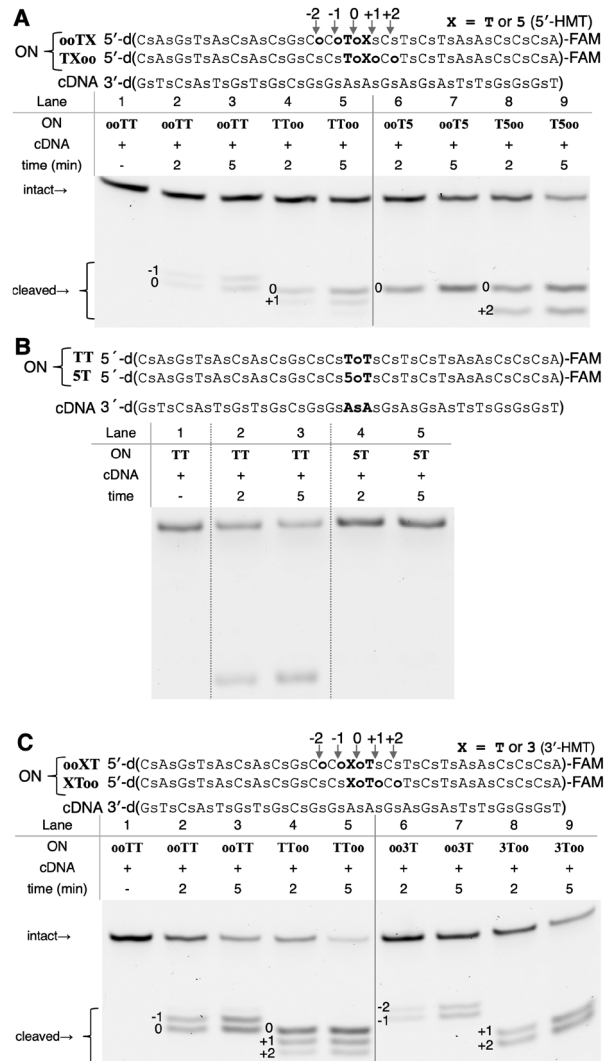 A
-2 -1 0 +1 +2
X = T or 5 (5′-HMT)
ON
ooTX 5′-d(CsAsGsTsAsCsAsCsGsCoCoToXsCsTsCsTsAsAsCsCsCsA)-FAM
TXoo 5′-d(CsAsGsTsAsCsAsCsGsCsCsToXoCoTsCsTsAsAsCsCsCsA)-FAM
cDNA 3′-d(GsTsCsAsTsGsTsGsCsGsGsAsAsGsAsGsAsTsTsGsGsGsT)
Lane 1 2 3 4 5 6 7 8 9
ON ooTT ooTT ooTT TToo TToo ooT5 ooT5 T5oo T5oo
cDNA + + + + + + + + +
time (min) - 2 5 2 5 2 5 2 5
intact→
-1
0
0
0
0
cleaved→
+1
+2
B
ON
TT 5´-d(CsAsGsTsAsCsAsCsGsCsCsToTsCsTsCsTsAsAsCsCsCsA)-FAM
5T 5´-d(CsAsGsTsAsCsAsCsGsCsCs5oTsCsTsCsTsAsAsCsCsCsA)-FAM
cDNA 3´-d(GsTsCsAsTsGsTsGsCsGsGsAsAsGsAsGsAsTsTsGsGsGsT)
Lane 1 2 3 4 5
ON TT TT TT 5T 5T
cDNA + + + + +
time - 2 5 2 5
C
-2 -1 0 +1 +2
X = T or 3 (3′-HMT)
ON
ooXT 5′-d(CsAsGsTsAsCsAsCsGsCoCoXoTsCsTsCsTsAsAsCsCsCsA)-FAM
XToo 5′-d(CsAsGsTsAsCsAsCsGsCsCsXoToCoTsCsTsAsAsCsCsCsA)-FAM
cDNA 3′-d(GsTsCsAsTsGsTsGsCsGsGsAsAsGsAsGsAsTsTsGsGsGsT)
Lane 1 2 3 4 5 6 7 8 9
ON ooTT ooTT ooTT TToo TToo oo3T oo3T 3Too 3Too
cDNA + + + + + + + + +
time (min) - 2 5 2 5 2 5 2 5
intact→
-2
-1
-1
0
0
+1
cleaved→
+1
+2
+2